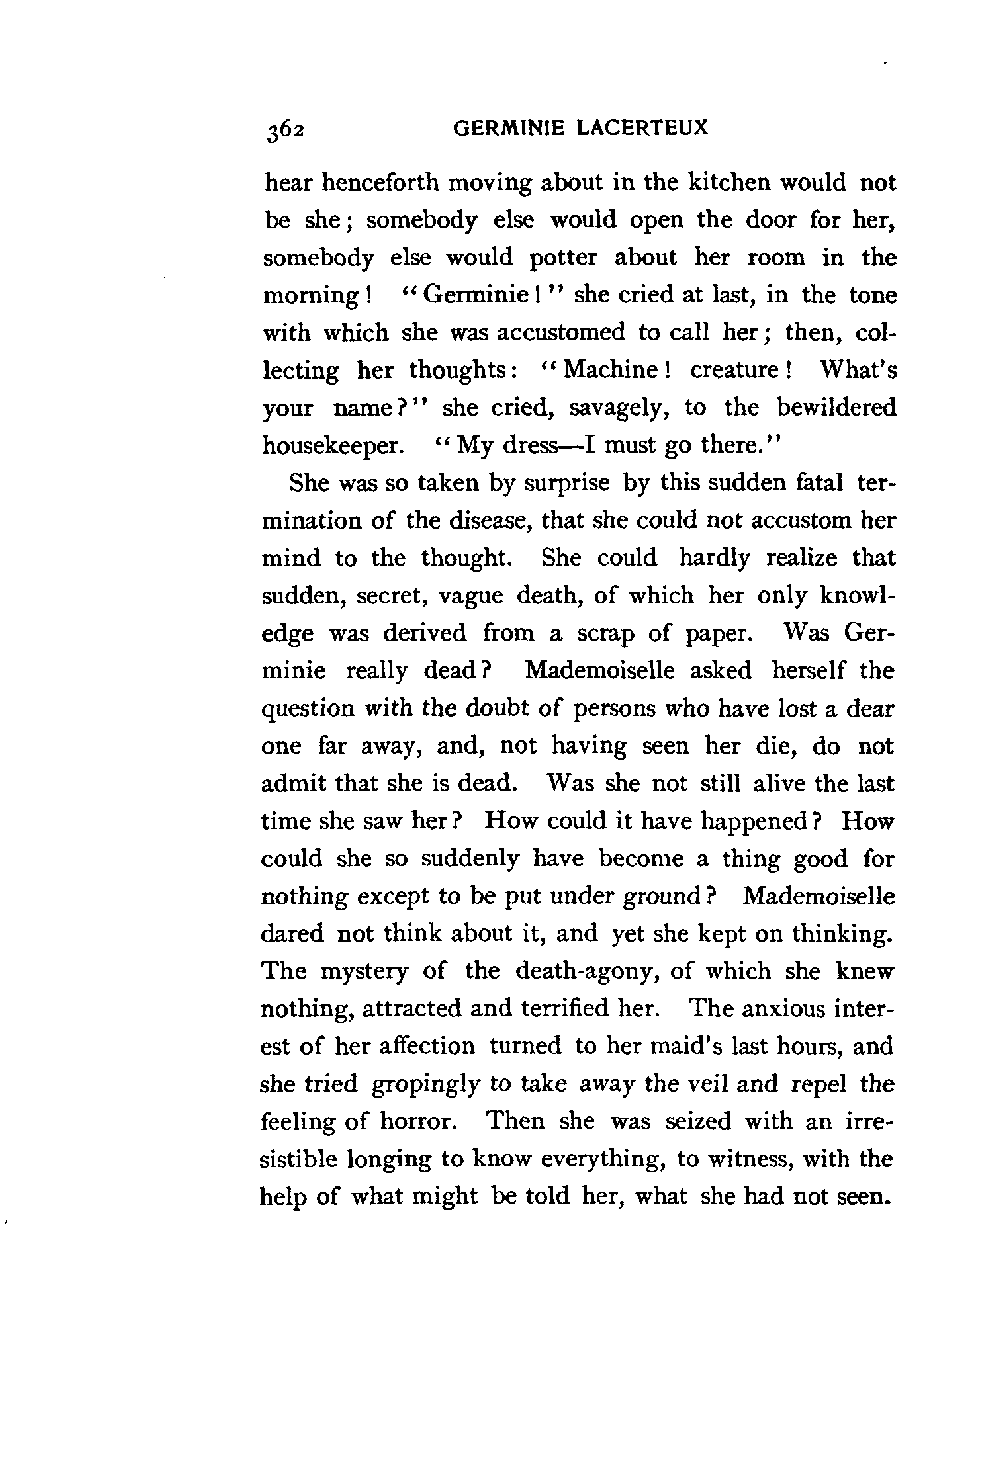 362 GERMINIE LACERTEUX
hear henceforth moving about in the kitchen would not
be she; somebody else would open the door for her,
somebody else would potter about her room in the
morning! "Germinie!" she cried at last, in the tone
with which she was accustomed to call her; then, col-
lecting her thoughts: "Machine! creature! What's
your name?" she cried, savagely, to the bewildered
housekeeper. "My dress—I must go there."
She was so taken by surprise by this sudden fatal ter-
mination of the disease, that she could not accustom her
mind to the thought. She could hardly realize that
sudden, secret, vague death, of which her only knowl-
edge was derived from a scrap of paper. Was Ger-
minie really dead? Mademoiselle asked herself the
question with the doubt of persons who have lost a dear
one far away, and, not having seen her die, do not
admit that she is dead. Was she not still alive the last
time she saw her? How could it have happened? How
could she so suddenly have become a thing good for
nothing except to be put under ground? Mademoiselle
dared not think about it, and yet she kept on thinking.
The mystery of the death-agony, of which she knew
nothing, attracted and terrified her. The anxious inter-
est of her affection turned to her maid's last hours, and
she tried gropingly to take away the veil and repel the
feeling of horror. Then she was seized with an irre-
sistible longing to know everything, to witness, with the
help of what might be told her, what she had not seen.